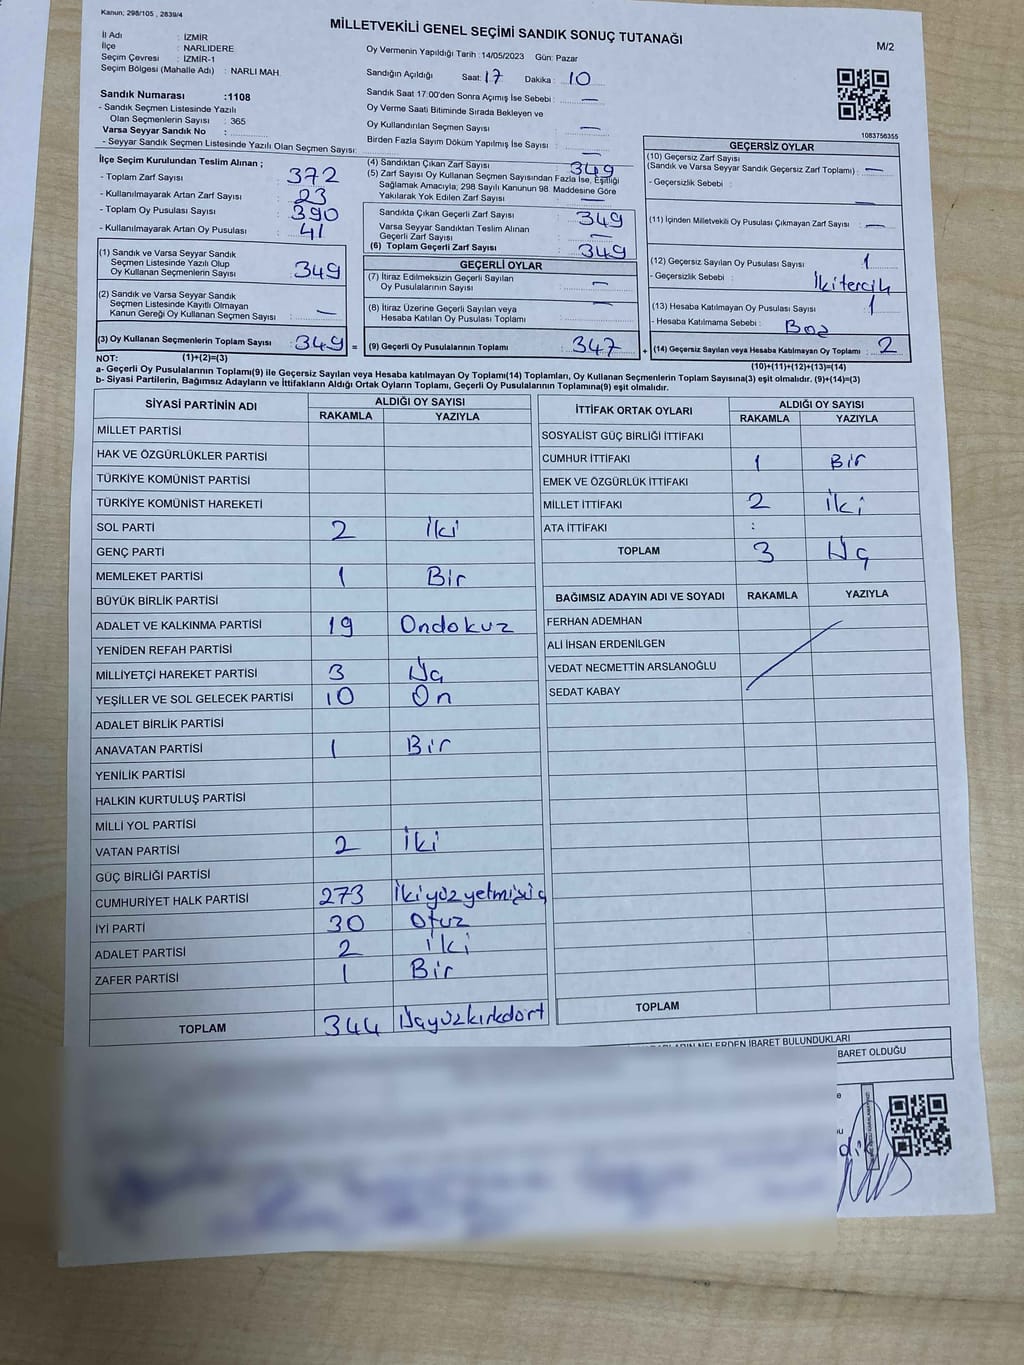 Kanun; 298/105 , 2839/4
MİLLETVEKİLİ GENEL SEÇİMİ SANDIK SONUÇ TUTANAĞI
M/2
İl Adı : İZMİR
İlçe : NARLIDERE
Seçim Çevresi : İZMİR-1
Seçim Bölgesi (Mahalle Adı) : NARLI MAH.
Oy Vermenin Yapıldığı Tarih : 14/05/2023 Gün: Pazar
Sandığın Açıldığı Saat: 17 Dakika : 10
Sandık Saat 17:00'den Sonra Açımış İse Sebebi : —
Oy Verme Saati Bitiminde Sırada Bekleyen ve
Oy Kullandırılan Seçmen Sayısı : —
Birden Fazla Sayım Döküm Yapılmış İse Sayısı : —
Sandık Numarası :1108
- Sandık Seçmen Listesinde Yazılı
Olan Seçmenlerin Sayısı : 365
Varsa Seyyar Sandık No :
- Seyyar Sandık Seçmen Listesinde Yazılı Olan Seçmen Sayısı:
1083756355
İlçe Seçim Kurulundan Teslim Alınan ;
- Toplam Zarf Sayısı : 372
- Kullanılmayarak Artan Zarf Sayısı : 23
- Toplam Oy Pusulası Sayısı : 390
- Kullanılmayarak Artan Oy Pusulası : 41
(1) Sandık ve Varsa Seyyar Sandık
Seçmen Listesinde Yazılı Olup
Oy Kullanan Seçmenlerin Sayısı : 349
(2) Sandık ve Varsa Seyyar Sandık
Seçmen Listesinde Kayıtlı Olmayan
Kanun Gereği Oy Kullanan Seçmen Sayısı : —
(3) Oy Kullanan Seçmenlerin Toplam Sayısı : 349 =
(4) Sandıktan Çıkan Zarf Sayısı : 349
(5) Zarf Sayısı Oy Kullanan Seçmen Sayısından Fazla İse, Eşitliği
Sağlamak Amacıyla; 298 Sayılı Kanunun 98. Maddesine Göre
Yakılarak Yok Edilen Zarf Sayısı : —
Sandıkta Çıkan Geçerli Zarf Sayısı : 349
Varsa Seyyar Sandıktan Teslim Alınan
Geçerli Zarf Sayısı : —
(6) Toplam Geçerli Zarf Sayısı : 349
GEÇERLİ OYLAR
(7) İtiraz Edilmeksizin Geçerli Sayılan
Oy Pusulalarının Sayısı : —
(8) İtiraz Üzerine Geçerli Sayılan veya
Hesaba Katılan Oy Pusulası Toplamı : —
(9) Geçerli Oy Pusulalarının Toplamı : 347 +
GEÇERSİZ OYLAR
(10) Geçersiz Zarf Sayısı
(Sandık ve Varsa Seyyar Sandık Geçersiz Zarf Toplamı) : —
- Geçersizlik Sebebi : —
(11) İçinden Milletvekili Oy Pusulası Çıkmayan Zarf Sayısı : —
(12) Geçersiz Sayılan Oy Pusulası Sayısı : 1
- Geçersizlik Sebebi : İkitercih
(13) Hesaba Katılmayan Oy Pusulası Sayısı : 1
- Hesaba Katılmama Sebebi : Boş
(14) Geçersiz Sayılan veya Hesaba Katılmayan Oy Toplamı : 2
NOT: (1)+(2)=(3)
(10)+(11)+(12)+(13)=(14)
a- Geçerli Oy Pusulalarının Toplamı(9) ile Geçersiz Sayılan veya Hesaba Katılmayan Oy Toplamı(14) Toplamları, Oy Kullanan Seçmenlerin Toplam Sayısına(3) eşit olmalıdır. (9)+(14)=(3)
b- Siyasi Partilerin, Bağımsız Adayların ve İttifakların Aldığı Ortak Oyların Toplamı, Geçerli Oy Pusulalarının Toplamına(9) eşit olmalıdır.
SİYASİ PARTİNİN ADI ALDIĞI OY SAYISI
RAKAMLA YAZIYLA
MİLLET PARTİSI
HAK VE ÖZGÜRLÜKLER PARTİSİ
TÜRKİYE KOMÜNİST PARTİSİ
TÜRKİYE KOMÜNİST HAREKETİ
SOL PARTİ 2 İki
GENÇ PARTİ
MEMLEKET PARTİSİ 1 Bir
BÜYÜK BİRLİK PARTİSİ
ADALET VE KALKINMA PARTİSİ 19 Ondokuz
YENİDEN REFAH PARTİSİ
MİLLİYETÇİ HAREKET PARTİSİ 3 Üç
YEŞİLLER VE SOL GELECEK PARTİSİ 10 On
ADALET BİRLİK PARTİSİ
ANAVATAN PARTİSİ 1 Bir
YENİLİK PARTİSİ
HALKIN KURTULUŞ PARTİSİ
MİLLİ YOL PARTİSİ
VATAN PARTİSİ 2 İki
GÜÇ BİRLİĞİ PARTİSİ
CUMHURİYET HALK PARTİSİ 273 İkiyüzyetmişüç
İYİ PARTİ 30 Otuz
ADALET PARTİSİ 2 iki
ZAFER PARTİSİ 1 Bir
TOPLAM 344 Üçyüzkırkdört
İTTİFAK ORTAK OYLARI ALDIĞI OY SAYISI
RAKAMLA YAZIYLA
SOSYALİST GÜÇ BİRLİĞİ İTTİFAKI
CUMHUR İTTİFAKI 1 Bir
EMEK VE ÖZGÜRLÜK İTTİFAKI
MİLLET İTTİFAKI 2 İki
ATA İTTİFAKI :
TOPLAM 3 Üç
BAĞIMSIZ ADAYIN ADI VE SOYADI RAKAMLA YAZIYLA
FERHAN ADEMHAN
ALİ İHSAN ERDENİLGEN
VEDAT NECMETTİN ARSLANOĞLU
SEDAT KABAY
TOPLAM
NELERDEN İBARET BULUNDUKLARI
BARET OLDUĞU